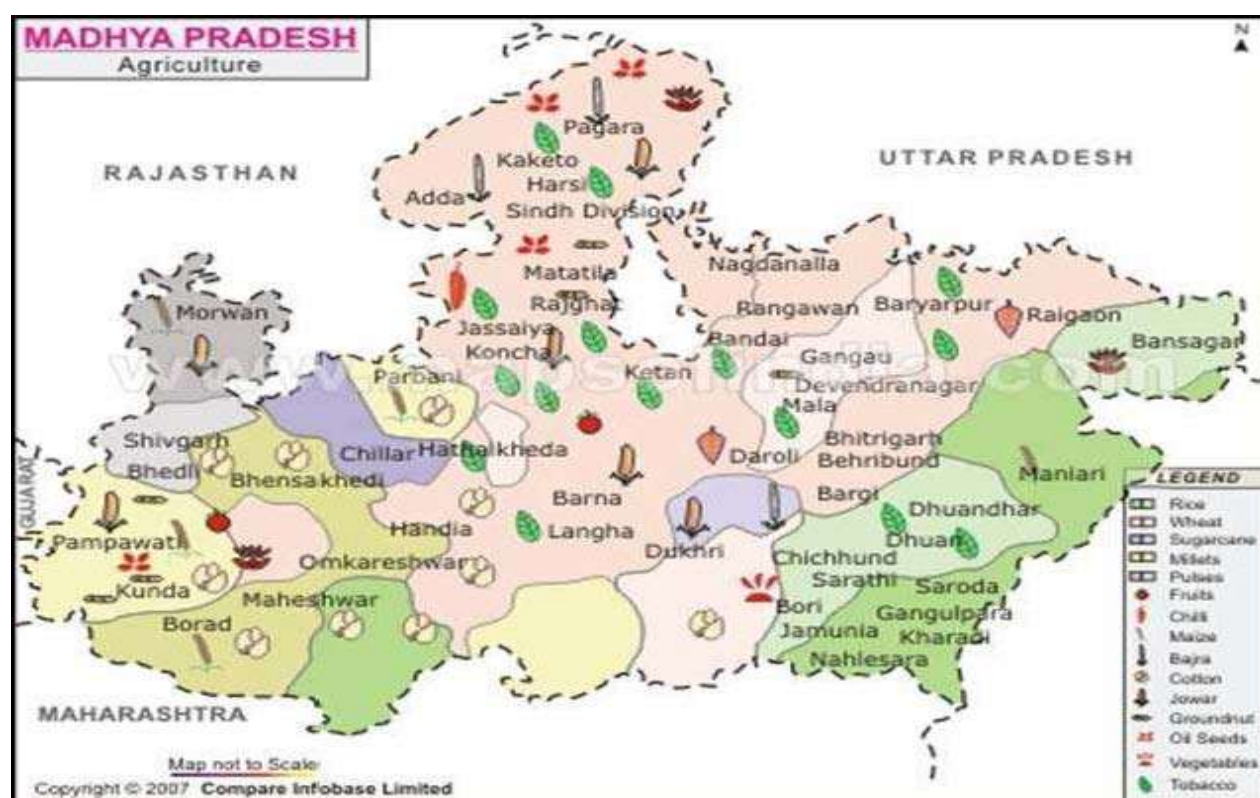 MADHYA PRADESH
Agriculture
N
RAJASTHAN
UTTAR PRADESH
Pagara
Kaketo
Harsi
Adda
Sindh Division
Matatila
Nagdanalla
Rajghat
Rangawan
Baryarpur
Morwan
Jassaiya
Raigaon
Koncha
Bandai
Bansagar
Gangau
Parbani
Ketan
Devendranagar
Mala
Shivgarh
Chillar
Hathalkheda
Bhitrigarh
Bhedli
Bhensakhedi
Daroli
Behribund
Maniari
GUJARAT
Barna
Bargi
Dhuandhar
Handia
Langha
Dhuan
Pampawati
Dukhri
Chichhund
Omkareshwar
Sarathi
Saroda
Kunda
Maheshwar
Bori
Gangulpara
Borad
Jamunia
Kharadi
Nahlesara
MAHARASHTRA
LEGEND
Rice
Wheat
Sugarcane
Millets
Pulses
Fruits
Chilli
Maize
Bajra
Cotton
Jowar
Groundnut
Oil Seeds
Vegetables
Tobacco
Map not to Scale
Copyright © 2007 Compare Infobase Limited